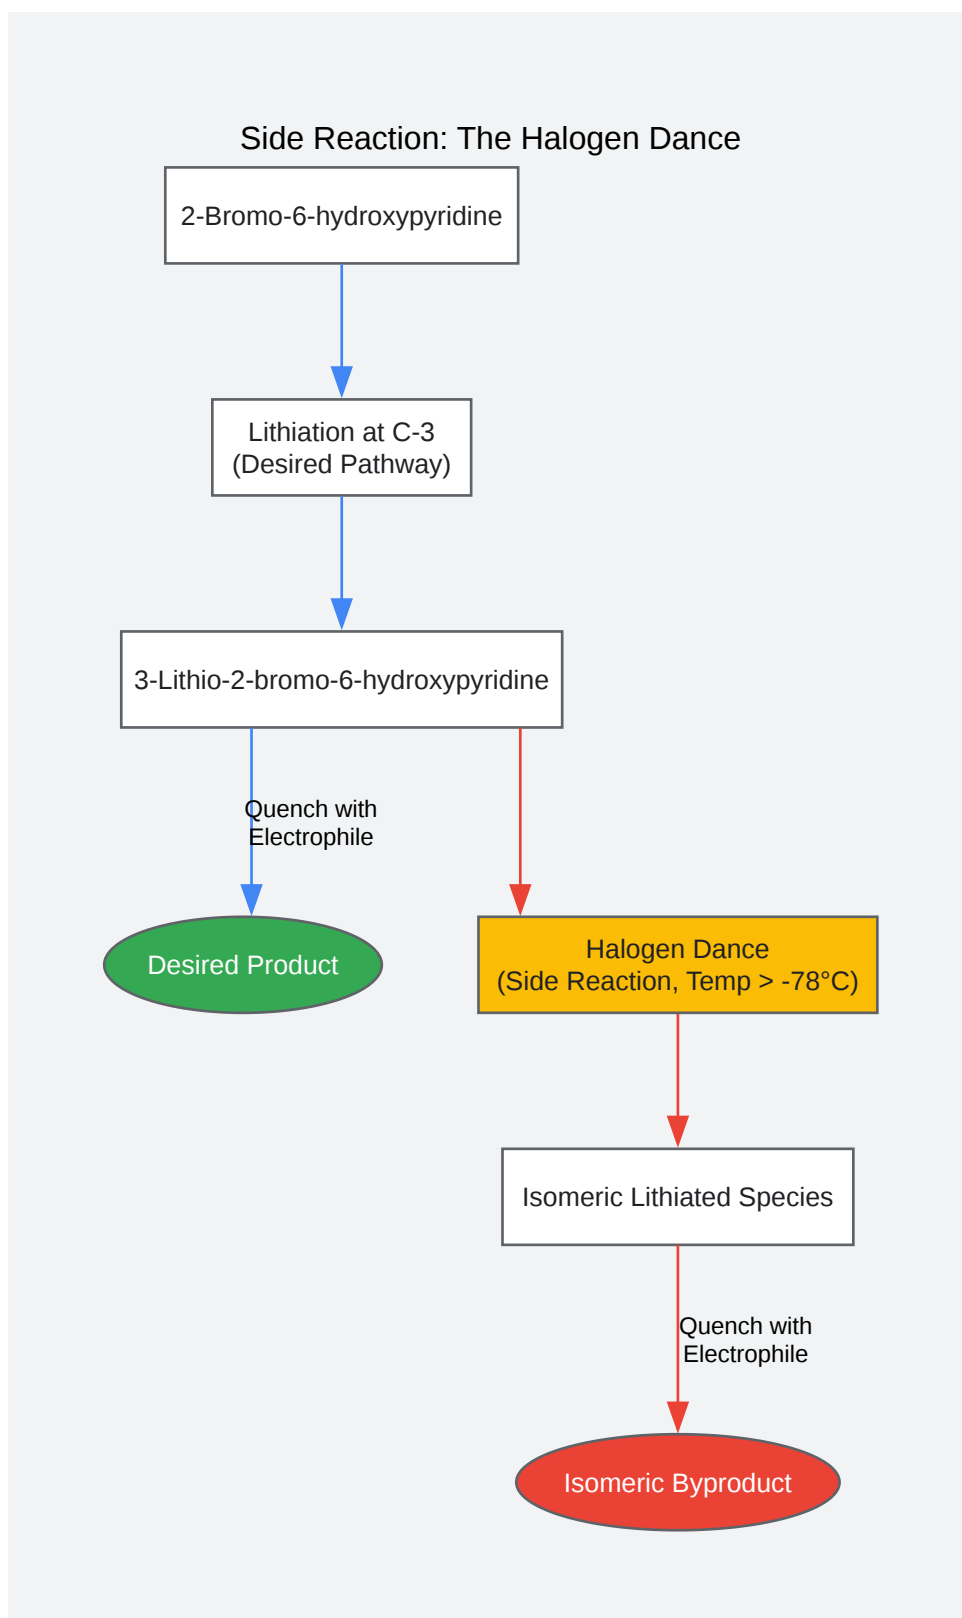 Side Reaction: The Halogen Dance
2-Bromo-6-hydroxypyridine
Lithiation at C-3
(Desired Pathway)
3-Lithio-2-bromo-6-hydroxypyridine
Quench with
Electrophile
Desired Product
Halogen Dance
(Side Reaction, Temp > -78°C)
Isomeric Lithiated Species
Quench with
Electrophile
Isomeric Byproduct